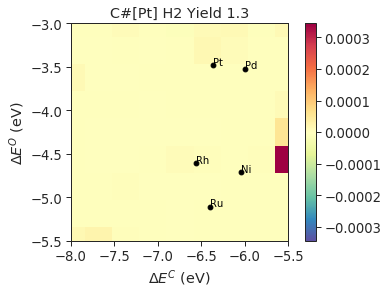 C#[Pt] H2 Yield 1.3
−3.0
−3.5
−4.0
−4.5
−5.0
−5.5
ΔE^O (eV)
Pt
Pd
Rh
Ni
Ru
−8.0 −7.5 −7.0 −6.5 −6.0 −5.5
ΔE^C (eV)
0.0003
0.0002
0.0001
0.0000
−0.0001
−0.0002
−0.0003